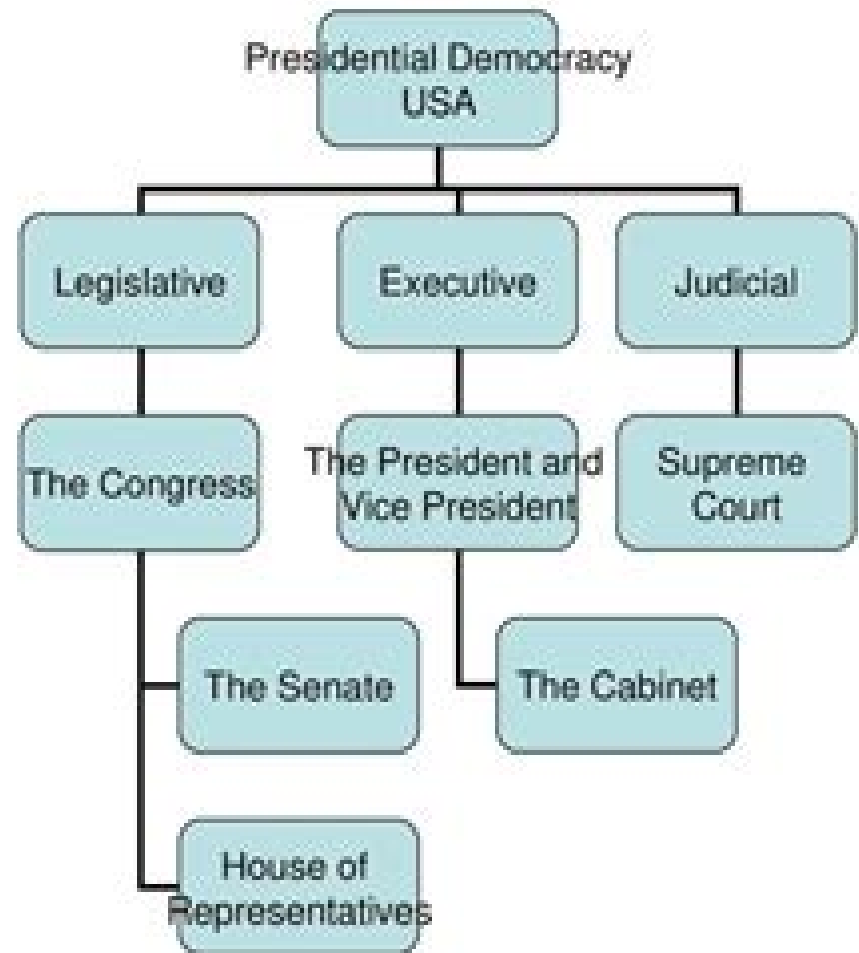 Presidential Democracy
USA
Legislative
Executive
Judicial
The Congress
The President and
Vice President
Supreme
Court
The Senate
The Cabinet
House of
Representatives